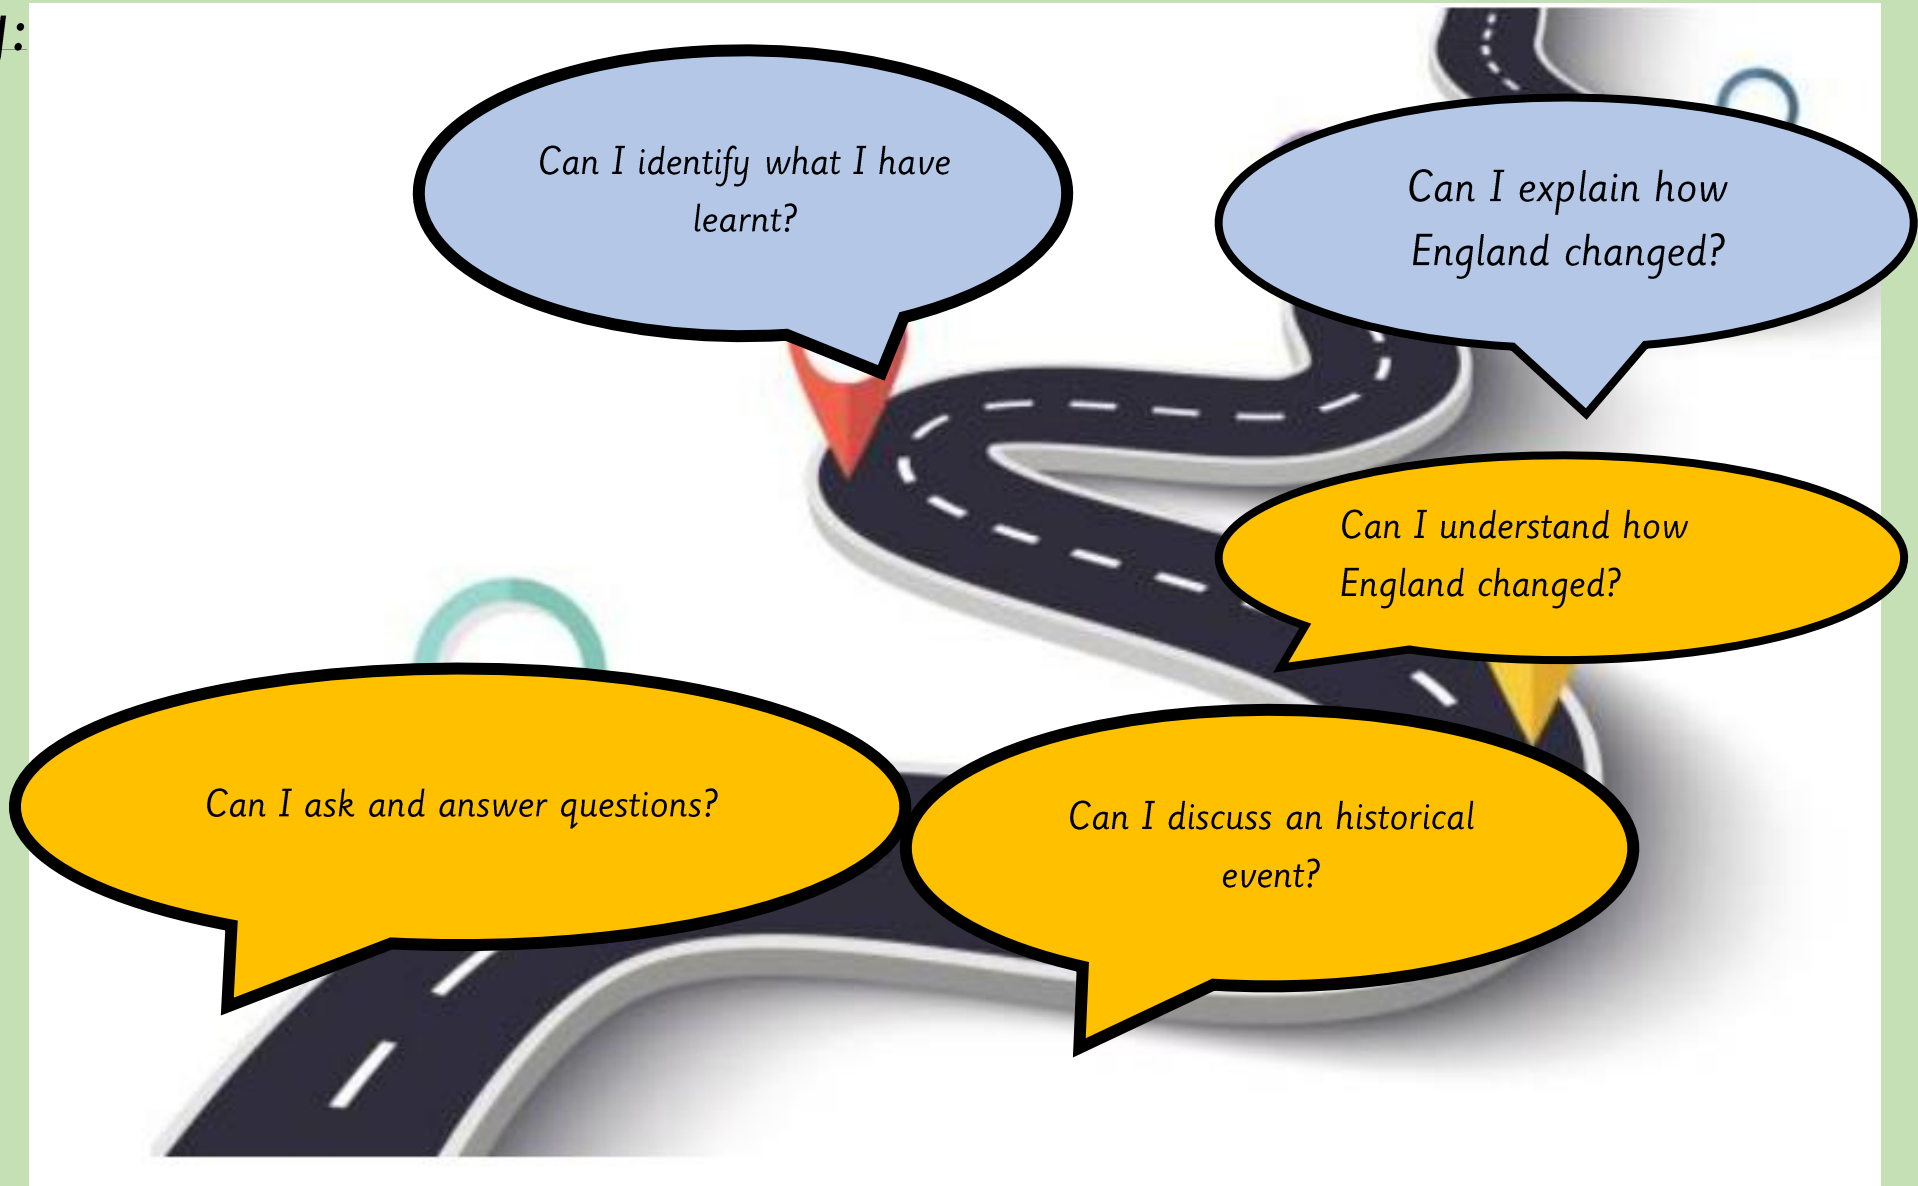 Can I identify what I have
learnt?
Can I explain how
England changed?
Can I understand how
England changed?
Can I ask and answer questions?
Can I discuss an historical
event?